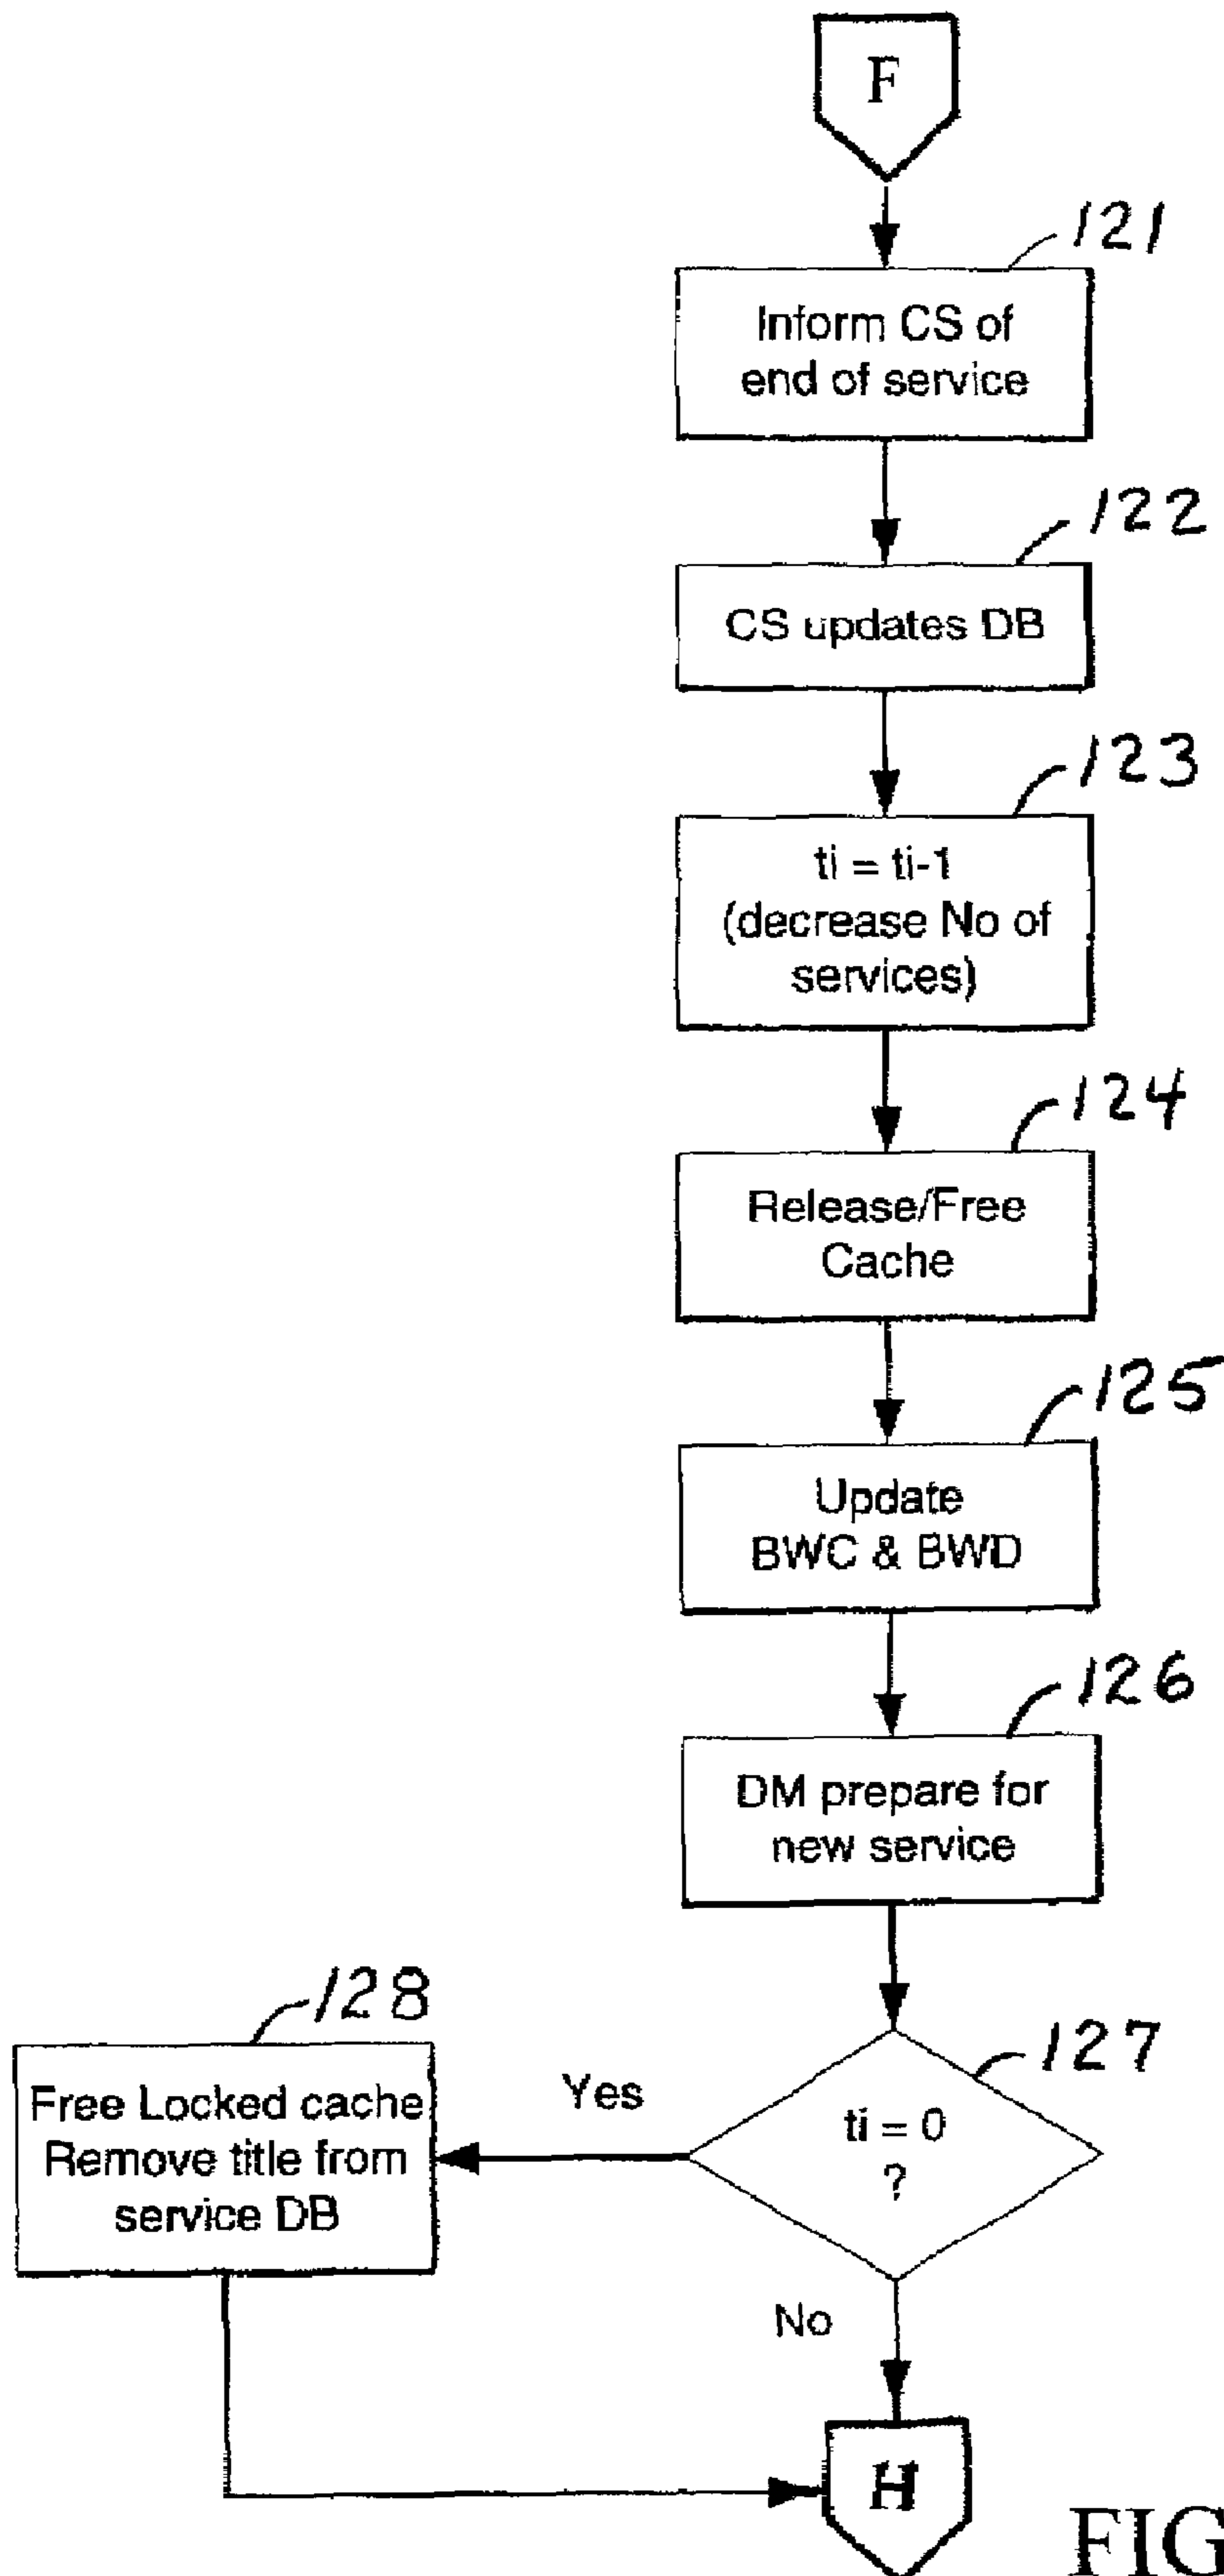 F
121
Inform CS of
end of service
122
CS updates DB
123
ti = ti-1
(decrease No of
services)
124
Release/Free
Cache
125
Update
BWC & BWD
126
DM prepare for
new service
127
ti = 0
?
Yes
128
Free Locked cache
Remove title from
service DB
No
H
FIG